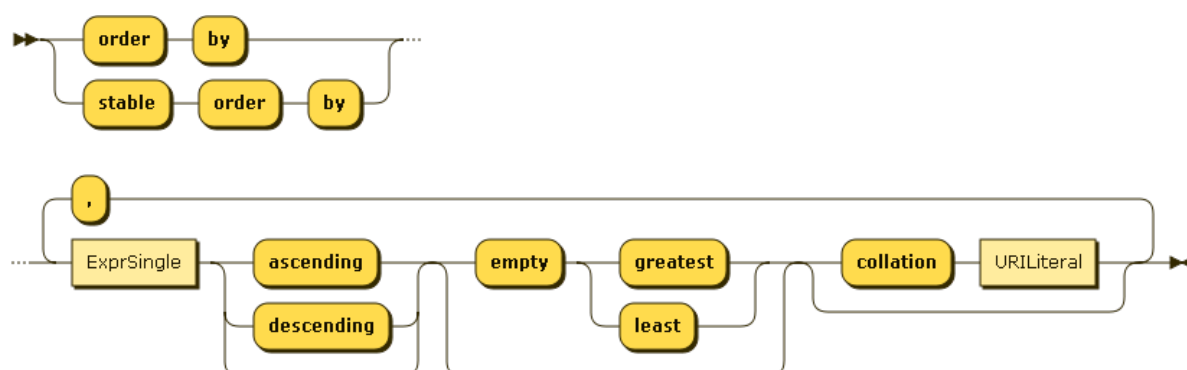 order by
stable order by
,
ExprSingle ascending empty greatest collation URILiteral
descending least